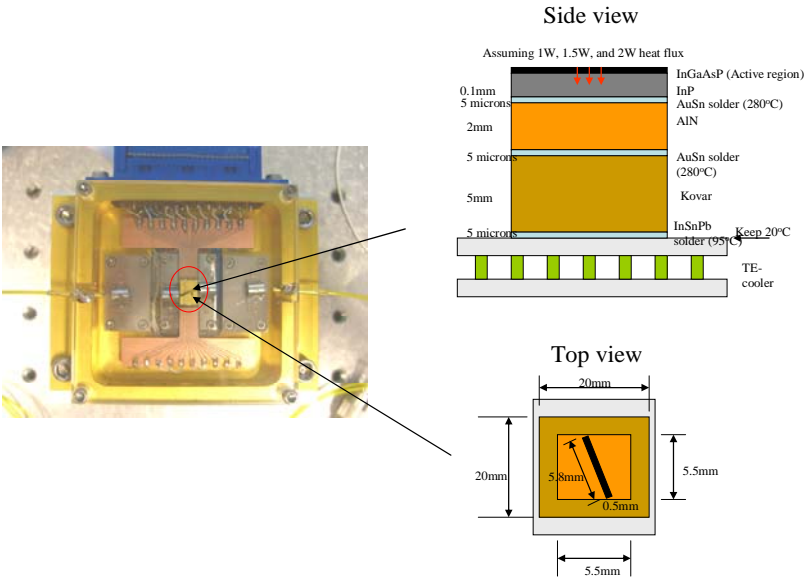 Side view
Assuming 1W, 1.5W, and 2W heat flux
InGaAsP (Active region)
0.1mm
InP
5 microns
AuSn solder (280°C)
2mm
AlN
5 microns
AuSn solder
(280°C)
5mm
Kovar
5 microns
InSnPb
solder (95°C)
Keep 20°C
TE-
cooler
Top view
20mm
20mm
5.8mm
0.5mm
5.5mm
5.5mm